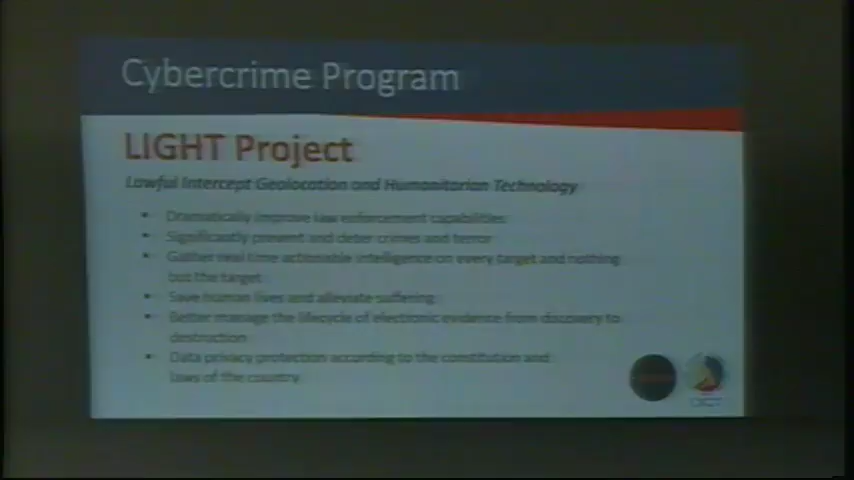 Cybercrime Program
LIGHT Project
Lawful Intercept Geolocation and Humanitarian Technology
Dramatically improve law enforcement capabilities
Significantly prevent and deter crimes and terror
Gather real time actionable intelligence on every target and nothing
but the target
Save human lives and alleviate suffering
Better manage the lifecycle of electronic evidence from discovery to
destruction
Data privacy protection according to the constitution and
laws of the country
DICT